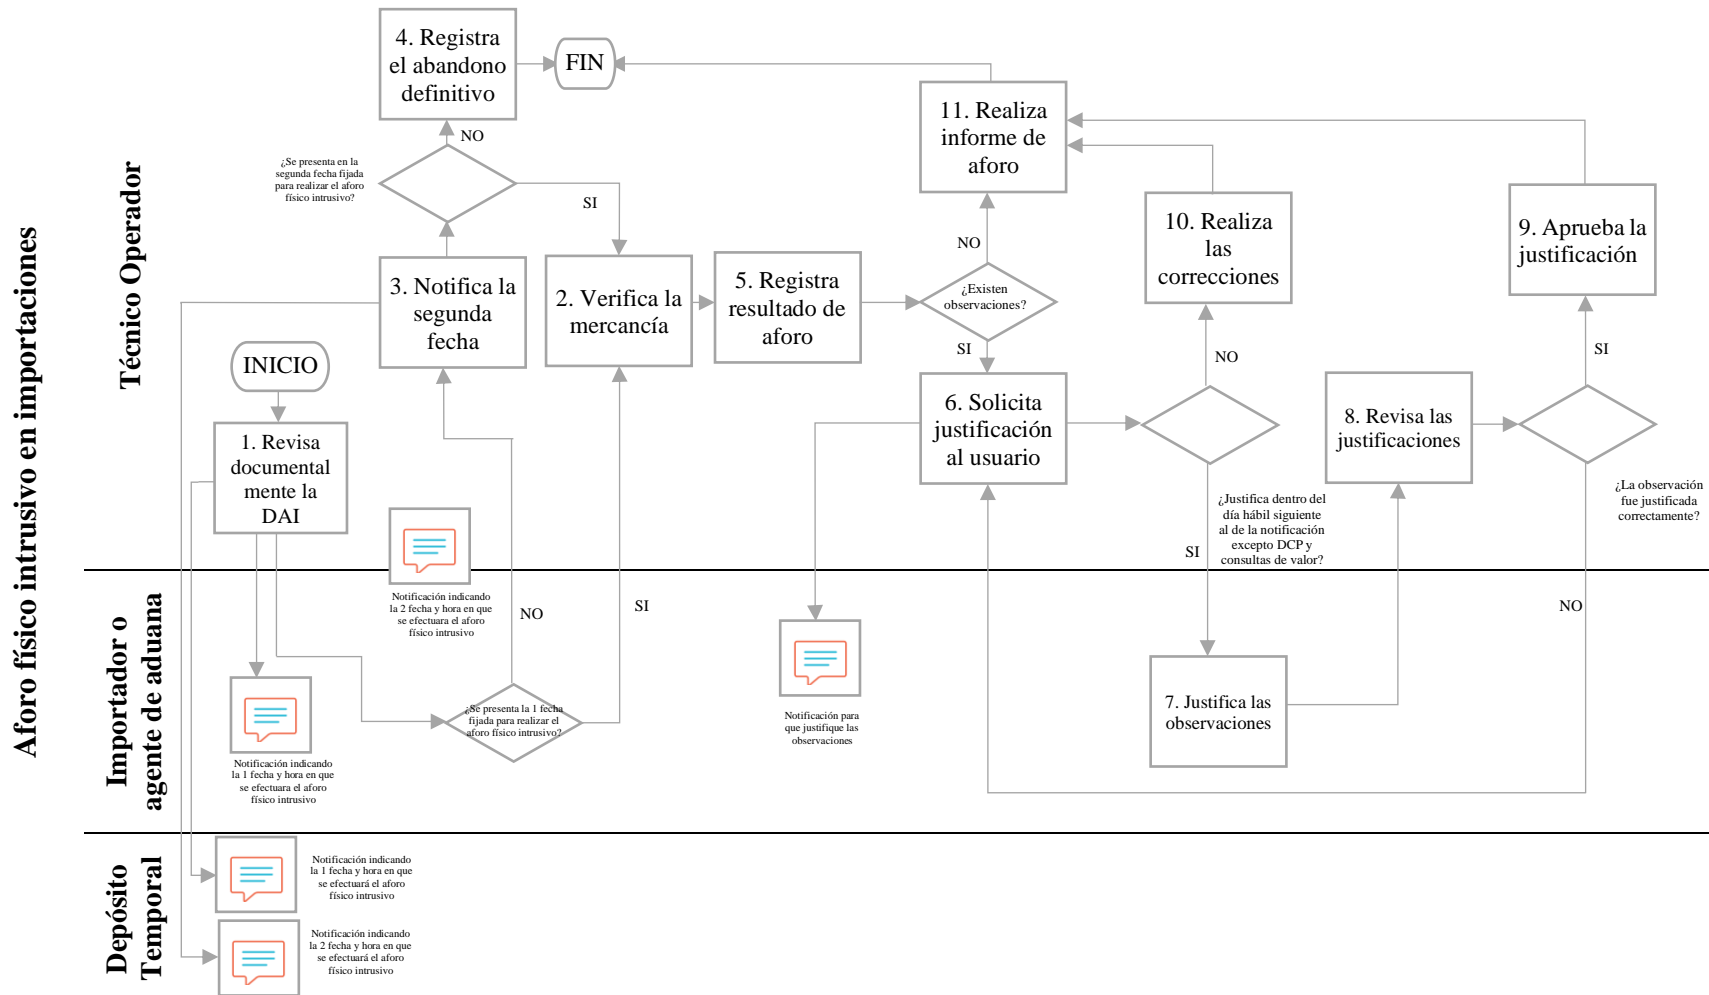 Aforo físico intrusivo en importaciones
Técnico Operador
4. Registra
el abandono
definitivo
FIN
NO
¿Se presenta en la
segunda fecha fijada
para realizar el aforo
físico intrusivo?
SI
3. Notifica la
segunda
fecha
2. Verifica la
mercancía
5. Registra
resultado de
aforo
¿Existen
observaciones?
NO
SI
11. Realiza
informe de
aforo
10. Realiza
las
correcciones
9. Aprueba la
justificación
INICIO
1. Revisa
documental
mente la
DAI
6. Solicita
justificación
al usuario
NO
¿Justifica dentro del
día hábil siguiente
al de la notificación
excepto DCP y
consultas de valor?
SI
8. Revisa las
justificaciones
SI
¿La observación
fue justificada
correctamente?
NO
Importador o
agente de aduana
Notificación indicando
la 2 fecha y hora en que
se efectuara el aforo
físico intrusivo
NO
SI
Notificación indicando
la 1 fecha y hora en que
se efectuara el aforo
físico intrusivo
¿Se presenta la 1 fecha
fijada para realizar el
aforo físico intrusivo?
Notificación para
que justifique las
observaciones
7. Justifica las
observaciones
Depósito
Temporal
Notificación indicando
la 1 fecha y hora en que
se efectuará el aforo
físico intrusivo
Notificación indicando
la 2 fecha y hora en que
se efectuará el aforo
físico intrusivo